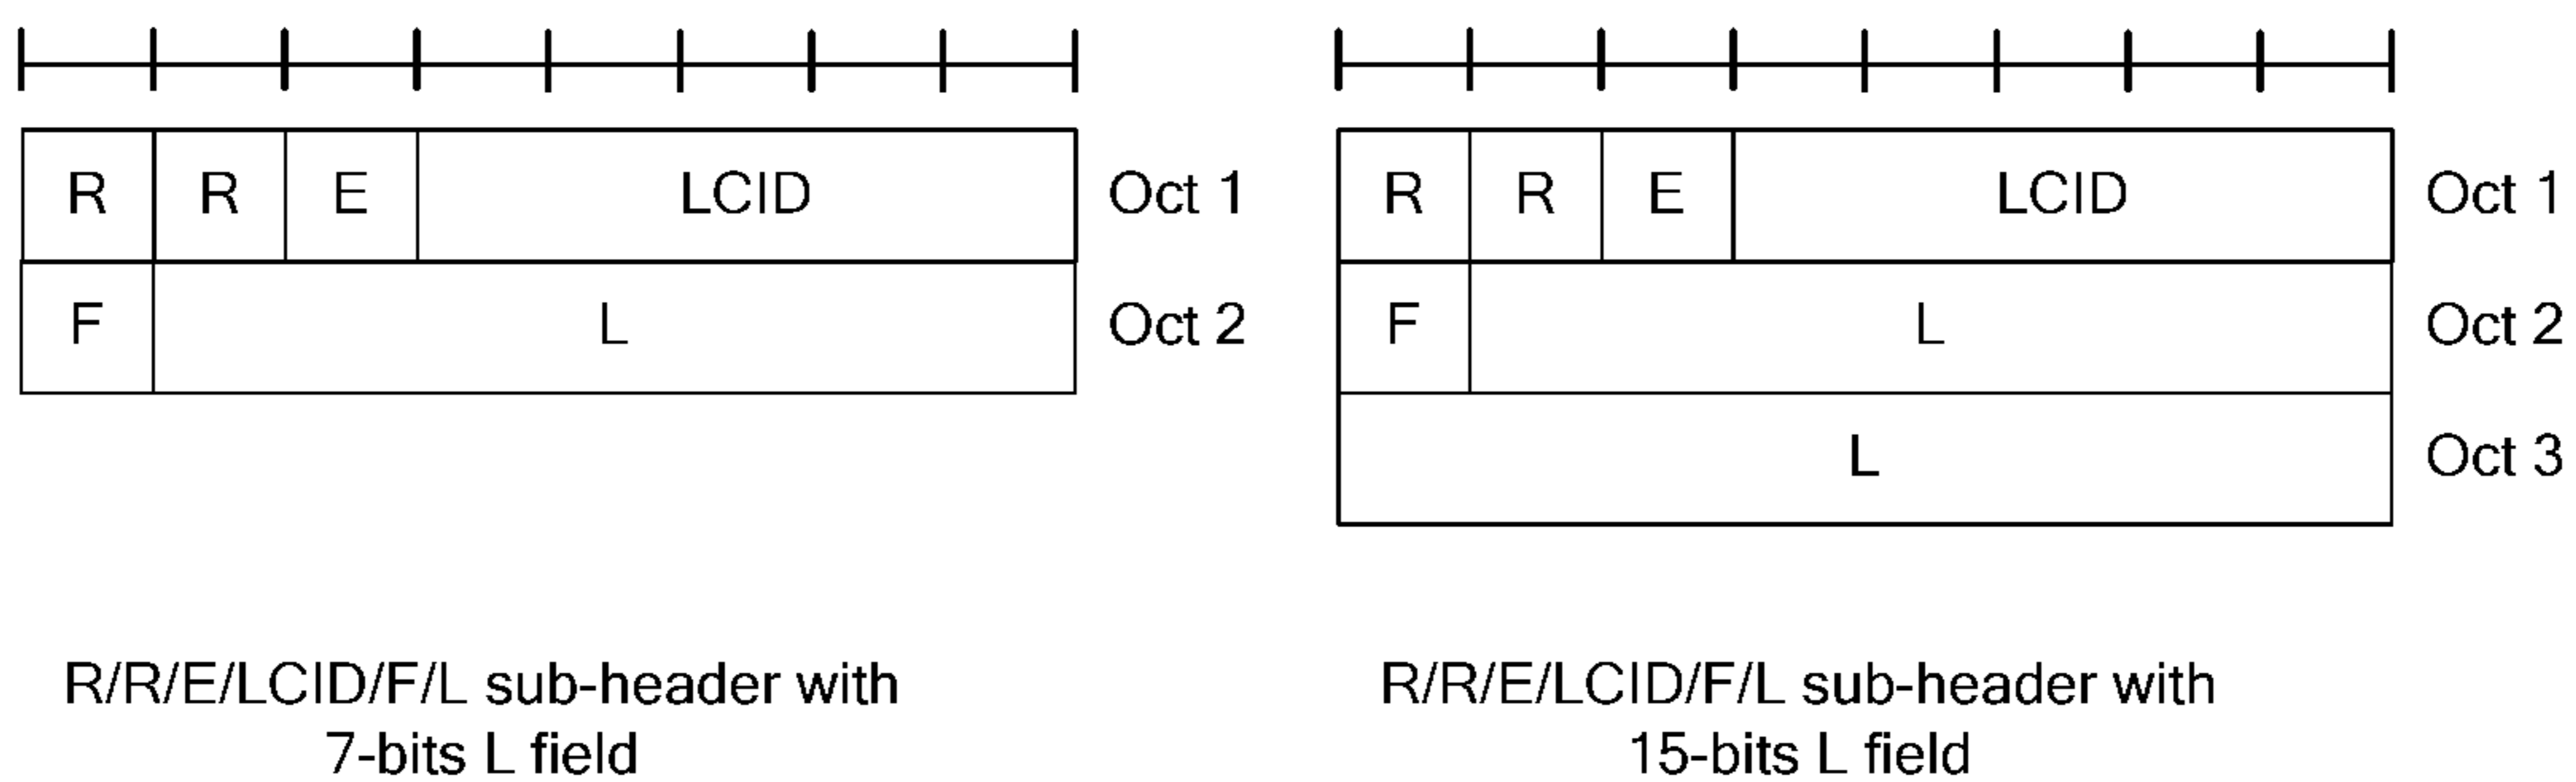 R R E LCID Oct 1
F L Oct 2
R/R/E/LCID/F/L sub-header with
7-bits L field
R R E LCID Oct 1
F L Oct 2
L Oct 3
R/R/E/LCID/F/L sub-header with
15-bits L field